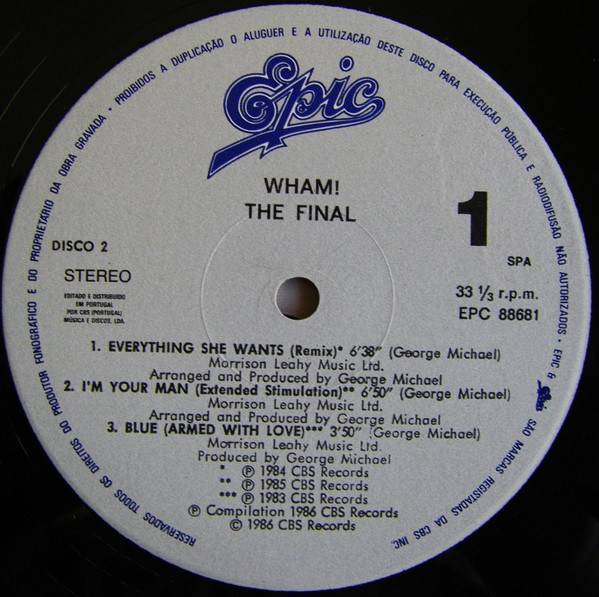 RESERVADOS TODOS OS DIREITOS DO PRODUTOR FONOGRÁFICO E DO PROPRIETÁRIO DA OBRA GRAVADA · PROIBIDOS A DUPLICAÇÃO O ALUGUER E A UTILIZAÇÃO DESTE DISCO PARA EXECUÇÃO PÚBLICA E RADIODIFUSÃO NÃO AUTORIZADOS · EPIC & Epic SÃO MARCAS REGISTADAS DA CBS INC.
Epic
WHAM!
THE FINAL
1
DISCO 2
STEREO
SPA
EDITADO E DISTRIBUIDO
EM PORTUGAL
POR CBS (PORTUGAL)
MÚSICA E DISCOS, LDA.
33 ⅓ r.p.m.
EPC 88681
1. EVERYTHING SHE WANTS (Remix)* 6'38" (George Michael)
Morrison Leahy Music Ltd.
Arranged and Produced by George Michael
2. I'M YOUR MAN (Extended Stimulation)** 6'50" (George Michael)
Morrison Leahy Music Ltd.
Arranged and Produced by George Michael
3. BLUE (ARMED WITH LOVE)*** 3'50" (George Michael)
Morrison Leahy Music Ltd.
Produced by George Michael
* ℗ 1984 CBS Records
** ℗ 1985 CBS Records
*** ℗ 1983 CBS Records
℗ Compilation 1986 CBS Records
© 1986 CBS Records